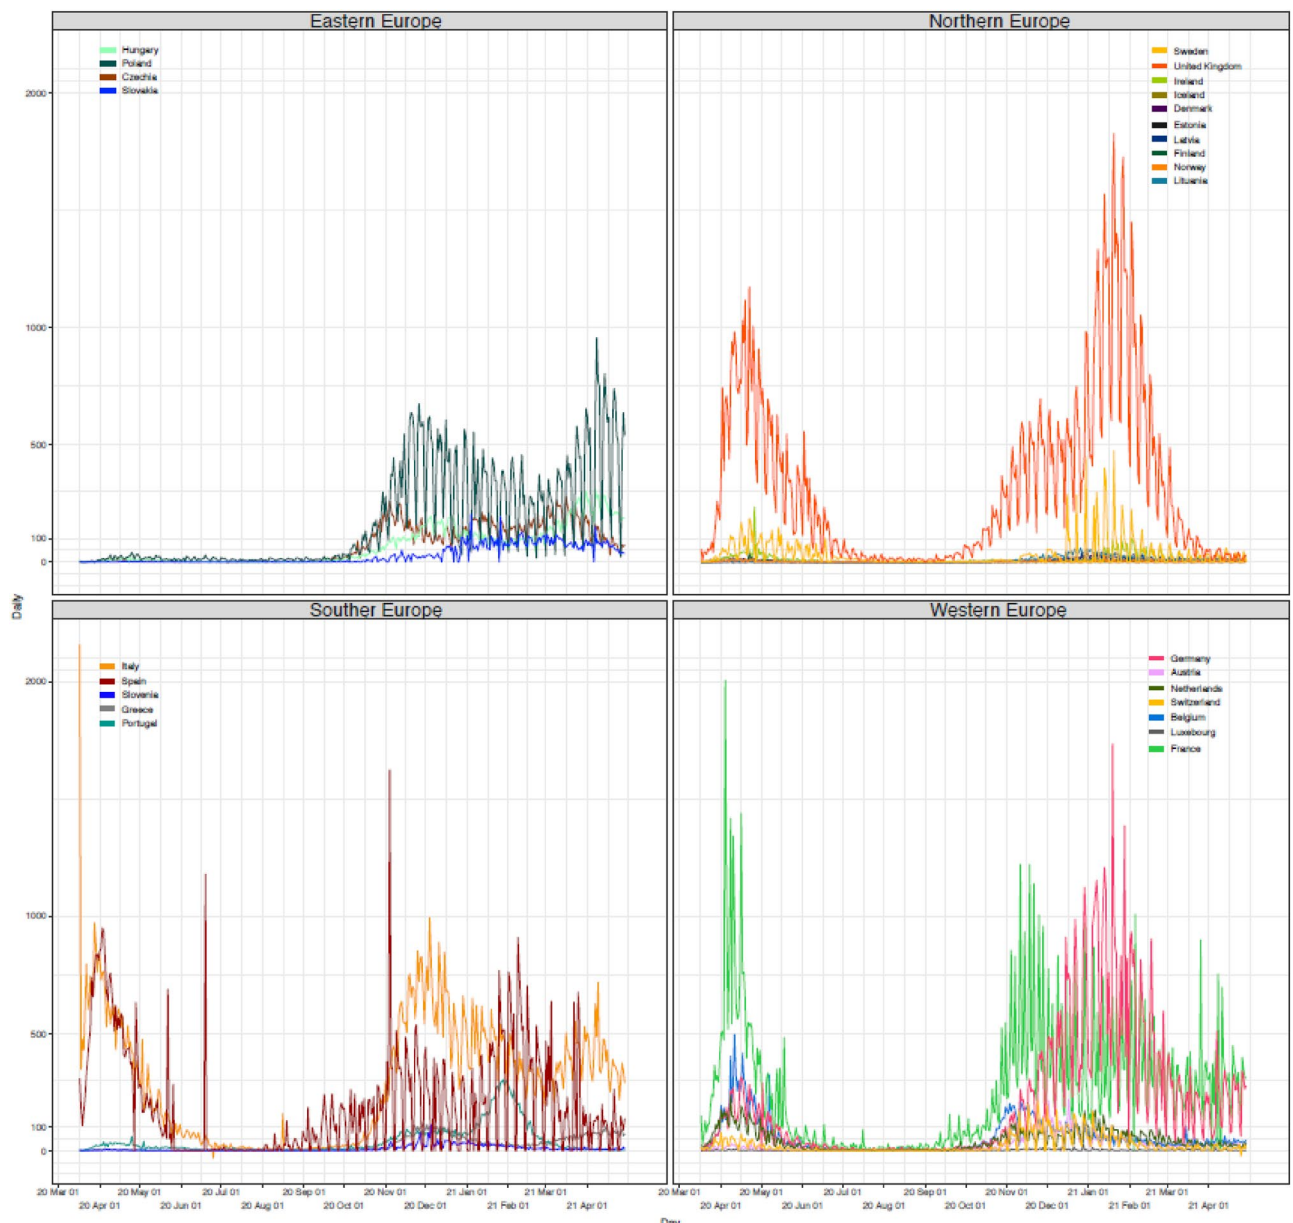 Eastern Europe
Hungary
Poland
Czechia
Slovakia
2000
1000
500
100
0
Northern Europe
Sweden
United Kingdom
Ireland
Iceland
Denmark
Estonia
Latvia
Finland
Norway
Lituania
Daily
Souther Europe
Italy
Spain
Slovenia
Greece
Portugal
2000
1000
500
100
0
20 Mar 01 20 May 01 20 Jul 01 20 Sep 01 20 Nov 01 21 Jan 01 21 Mar 01
20 Apr 01 20 Jun 01 20 Aug 01 20 Oct 01 20 Dec 01 21 Feb 01 21 Apr 01
Western Europe
Germany
Austria
Netherlands
Switzerland
Belgium
Luxebourg
France
20 Mar 01 20 May 01 20 Jul 01 20 Sep 01 20 Nov 01 21 Jan 01 21 Mar 01
20 Apr 01 20 Jun 01 20 Aug 01 20 Oct 01 20 Dec 01 21 Feb 01 21 Apr 01
Day